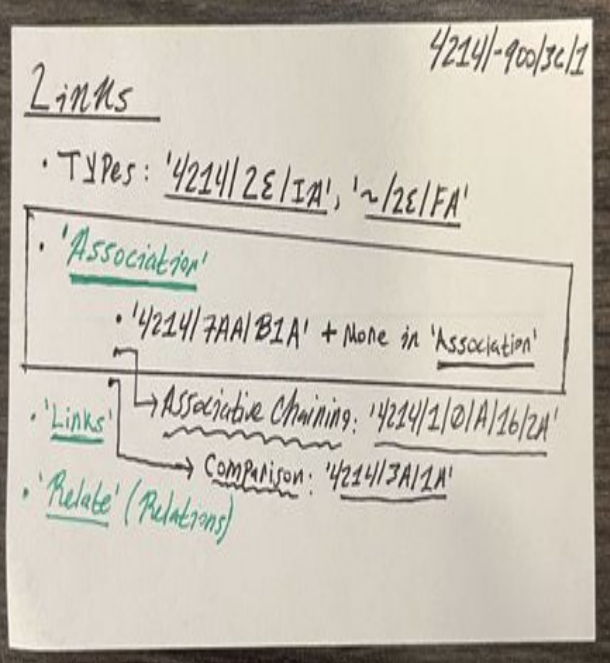 4214/-900/3C/1
Links
• Types: '4214/2E/1A', '~/2E/FA'
• 'Association'
• '4214/7AA/B1A' + More in 'Association'
→ Associative Chaining: '4214/1/0/A/16/2A'
• 'Links'
→ Comparison: '4214/3A/1A'
• 'Relate' (Relations)